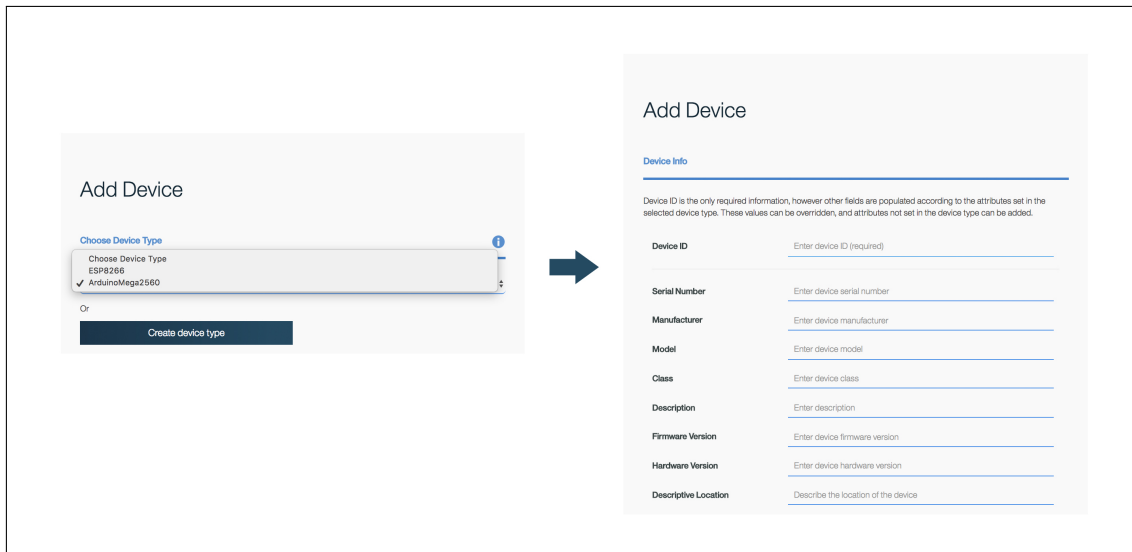 Add Device
Choose Device Type
Choose Device Type
ESP8266
✓ ArduinoMega2560
Or
Create device type
Add Device
Device Info
Device ID is the only required information, however other fields are populated according to the attributes set in the
selected device type. These values can be overridden, and attributes not set in the device type can be added.
Device ID Enter device ID (required)
Serial Number Enter device serial number
Manufacturer Enter device manufacturer
Model Enter device model
Class Enter device class
Description Enter description
Firmware Version Enter device firmware version
Hardware Version Enter device hardware version
Descriptive Location Describe the location of the device